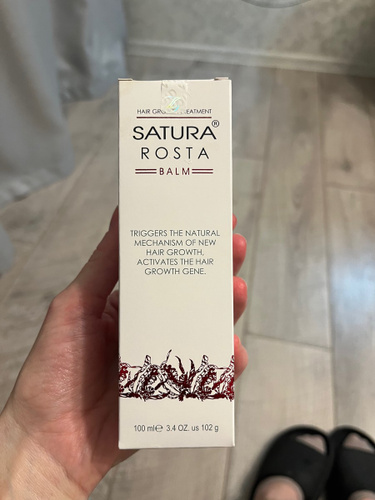 HAIR GROWTH TREATMENT
SATURA®
ROSTA
BALM
TRIGGERS THE NATURAL
MECHANISM OF NEW
HAIR GROWTH,
ACTIVATES THE HAIR
GROWTH GENE.
100 ml℮ 3.4 OZ. us 102 g